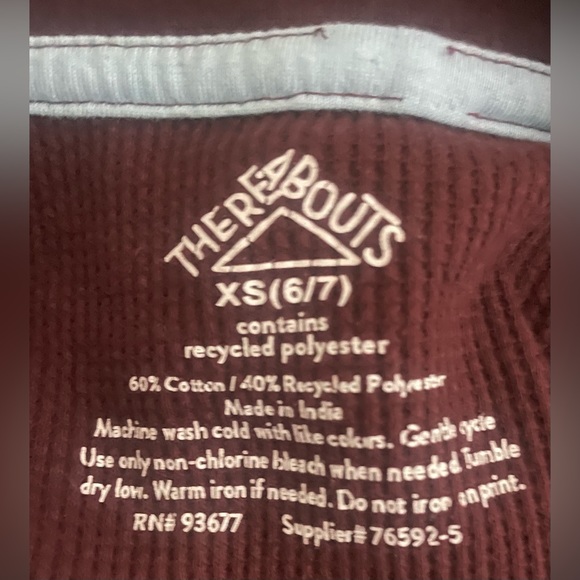 THEREABOUTS
XS(6/7)
contains
recycled polyester
60% Cotton / 40% Recycled Polyester
Made in India
Machine wash cold with like colors. Gentle cycle
Use only non-chlorine bleach when needed Tumble
dry low. Warm iron if needed. Do not iron on print.
RN# 93677 Supplier# 76592-5